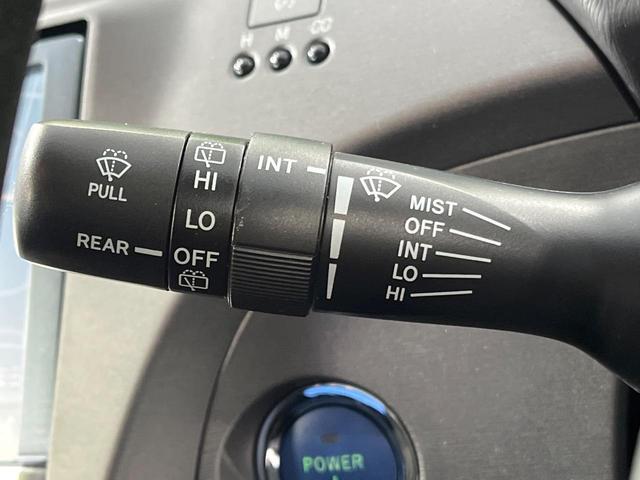 H M
PULL
REAR
HI
LO
OFF
INT
MIST
OFF
INT
LO
HI
POWER